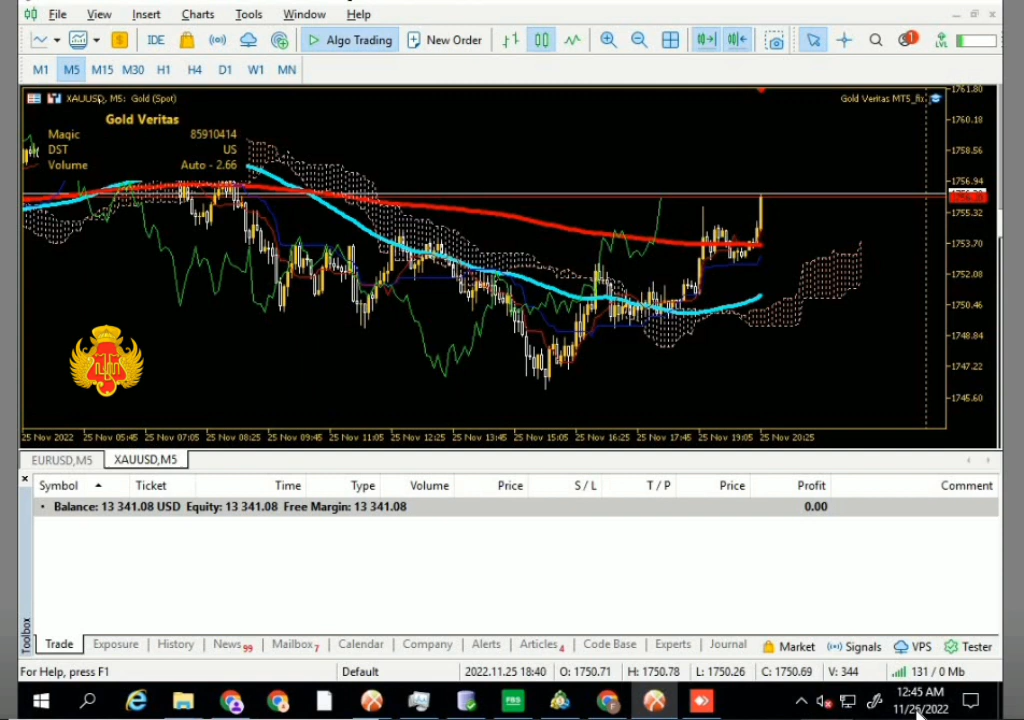 File View Insert Charts Tools Window Help
IDE Algo Trading New Order 1
M1 M5 M15 M30 H1 H4 D1 W1 MN
XAUUSD, M5: Gold (Spot) Gold Veritas MT5_fix
Gold Veritas
Magic 85910414
DST US
Volume Auto - 2.66
1761.80
1760.18
1758.56
1756.94
1755.32
1753.70
1752.08
1750.46
1748.84
1747.22
1745.60
25 Nov 2022 25 Nov 05:45 25 Nov 07:05 25 Nov 08:25 25 Nov 09:45 25 Nov 11:05 25 Nov 12:25 25 Nov 13:45 25 Nov 15:05 25 Nov 16:25 25 Nov 17:45 25 Nov 19:05 25 Nov 20:25
EURUSD,M5 XAUUSD,M5
Symbol Ticket Time Type Volume Price S / L T / P Price Profit Comment
Balance: 13 341.08 USD Equity: 13 341.08 Free Margin: 13 341.08 0.00
Toolbox
Trade Exposure History News 99 Mailbox 7 Calendar Company Alerts Articles 4 Code Base Experts Journal Market Signals VPS Tester
For Help, press F1 Default 2022.11.25 18:40 O: 1750.71 H: 1750.78 L: 1750.26 C: 1750.69 V: 344 131 / 0 Mb
FBS 12:45 AM
11/26/2022